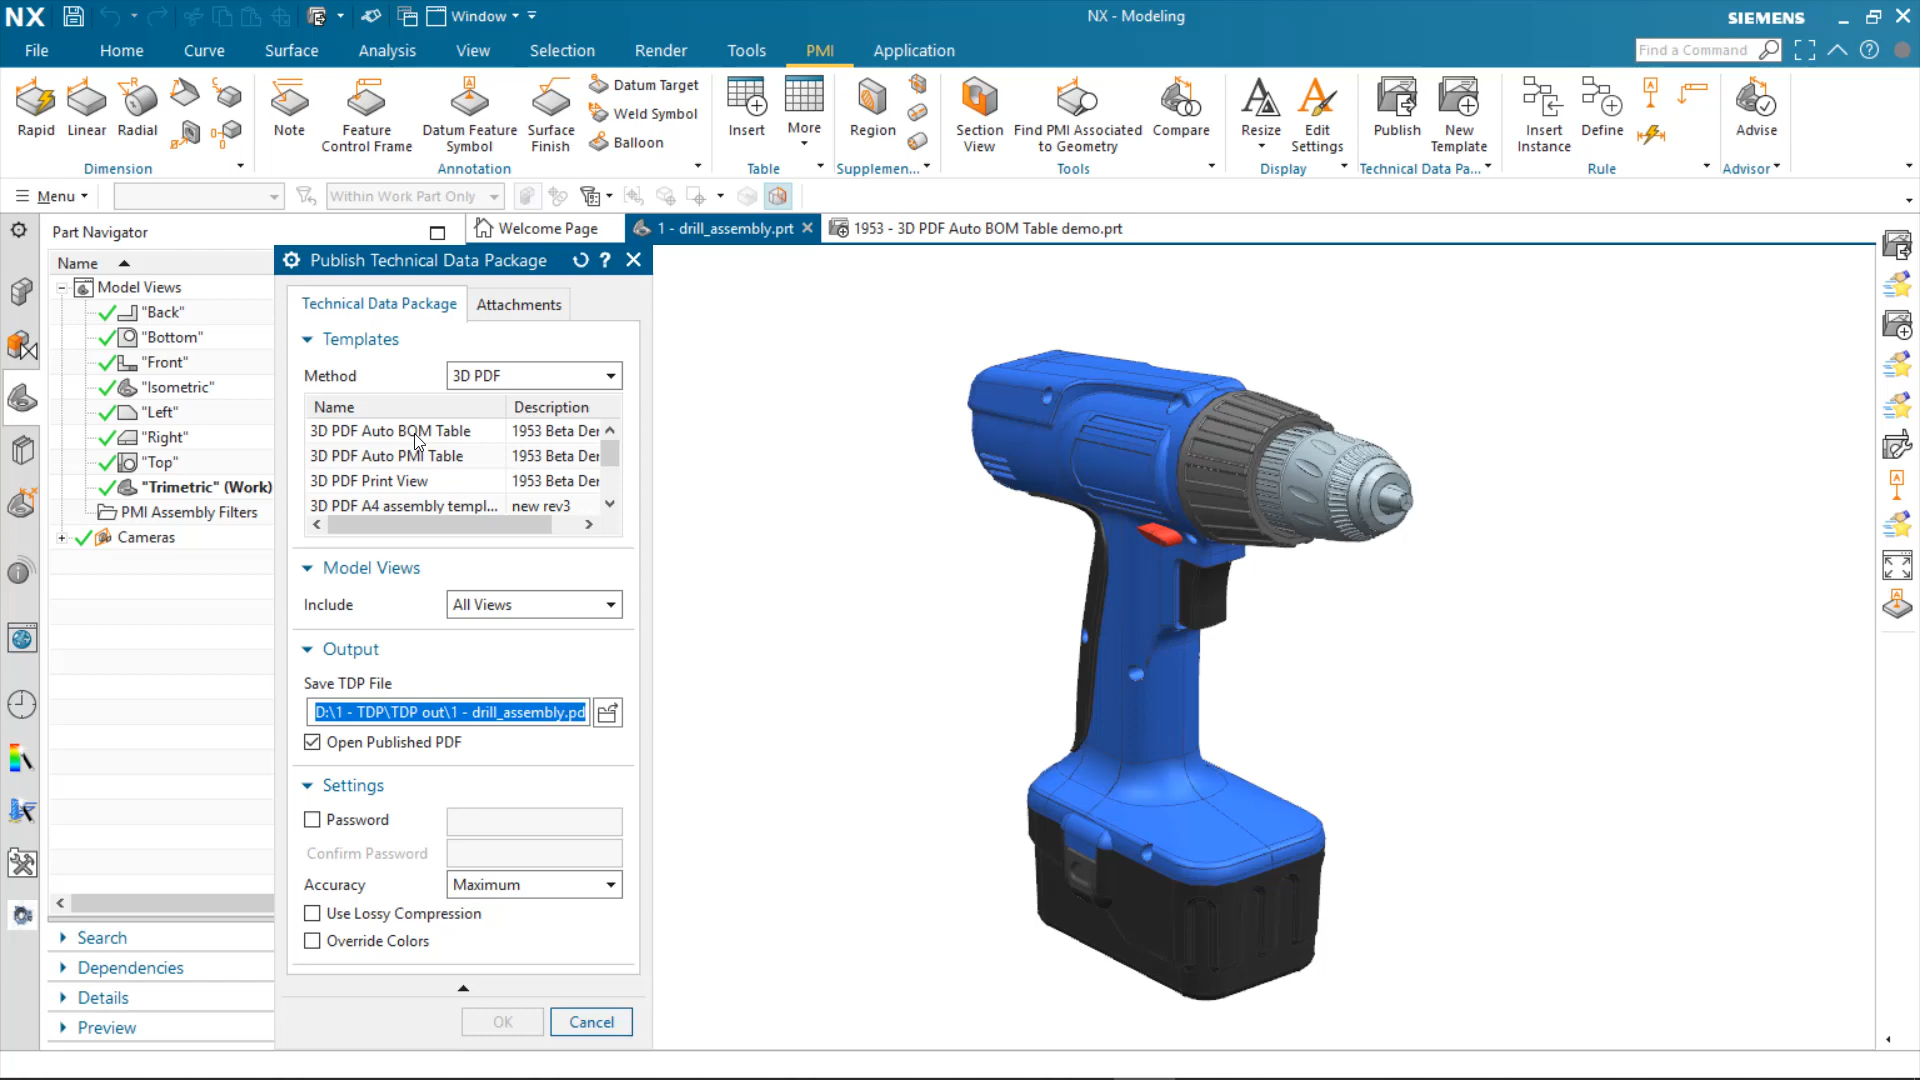 NX Window NX - Modeling SIEMENS
File Home Curve Surface Analysis View Selection Render Tools PMI Application Find a Command
Rapid Linear Radial
Dimension
Note Feature Control Frame Datum Feature Symbol Surface Finish
Datum Target
Weld Symbol
Balloon
Annotation
Insert More
Table
Region
Supplemen...
Section View Find PMI Associated to Geometry Compare
Tools
Resize Edit Settings
Display
Publish New Template
Technical Data Pa...
Insert Instance Define
Rule
Advise
Advisor
Menu Within Work Part Only
Part Navigator
Welcome Page 1 - drill_assembly.prt 1953 - 3D PDF Auto BOM Table demo.prt
Name
Model Views
"Back"
"Bottom"
"Front"
"Isometric"
"Left"
"Right"
"Top"
"Trimetric" (Work)
PMI Assembly Filters
Cameras
Search
Dependencies
Details
Preview
Publish Technical Data Package
Technical Data Package Attachments
Templates
Method 3D PDF
Name Description
3D PDF Auto BOM Table 1953 Beta Der
3D PDF Auto PMI Table 1953 Beta Der
3D PDF Print View 1953 Beta Der
3D PDF A4 assembly templ... new rev3
Model Views
Include All Views
Output
Save TDP File
D:\1 - TDP\TDP out\1 - drill_assembly.pd
Open Published PDF
Settings
Password
Confirm Password
Accuracy Maximum
Use Lossy Compression
Override Colors
OK Cancel